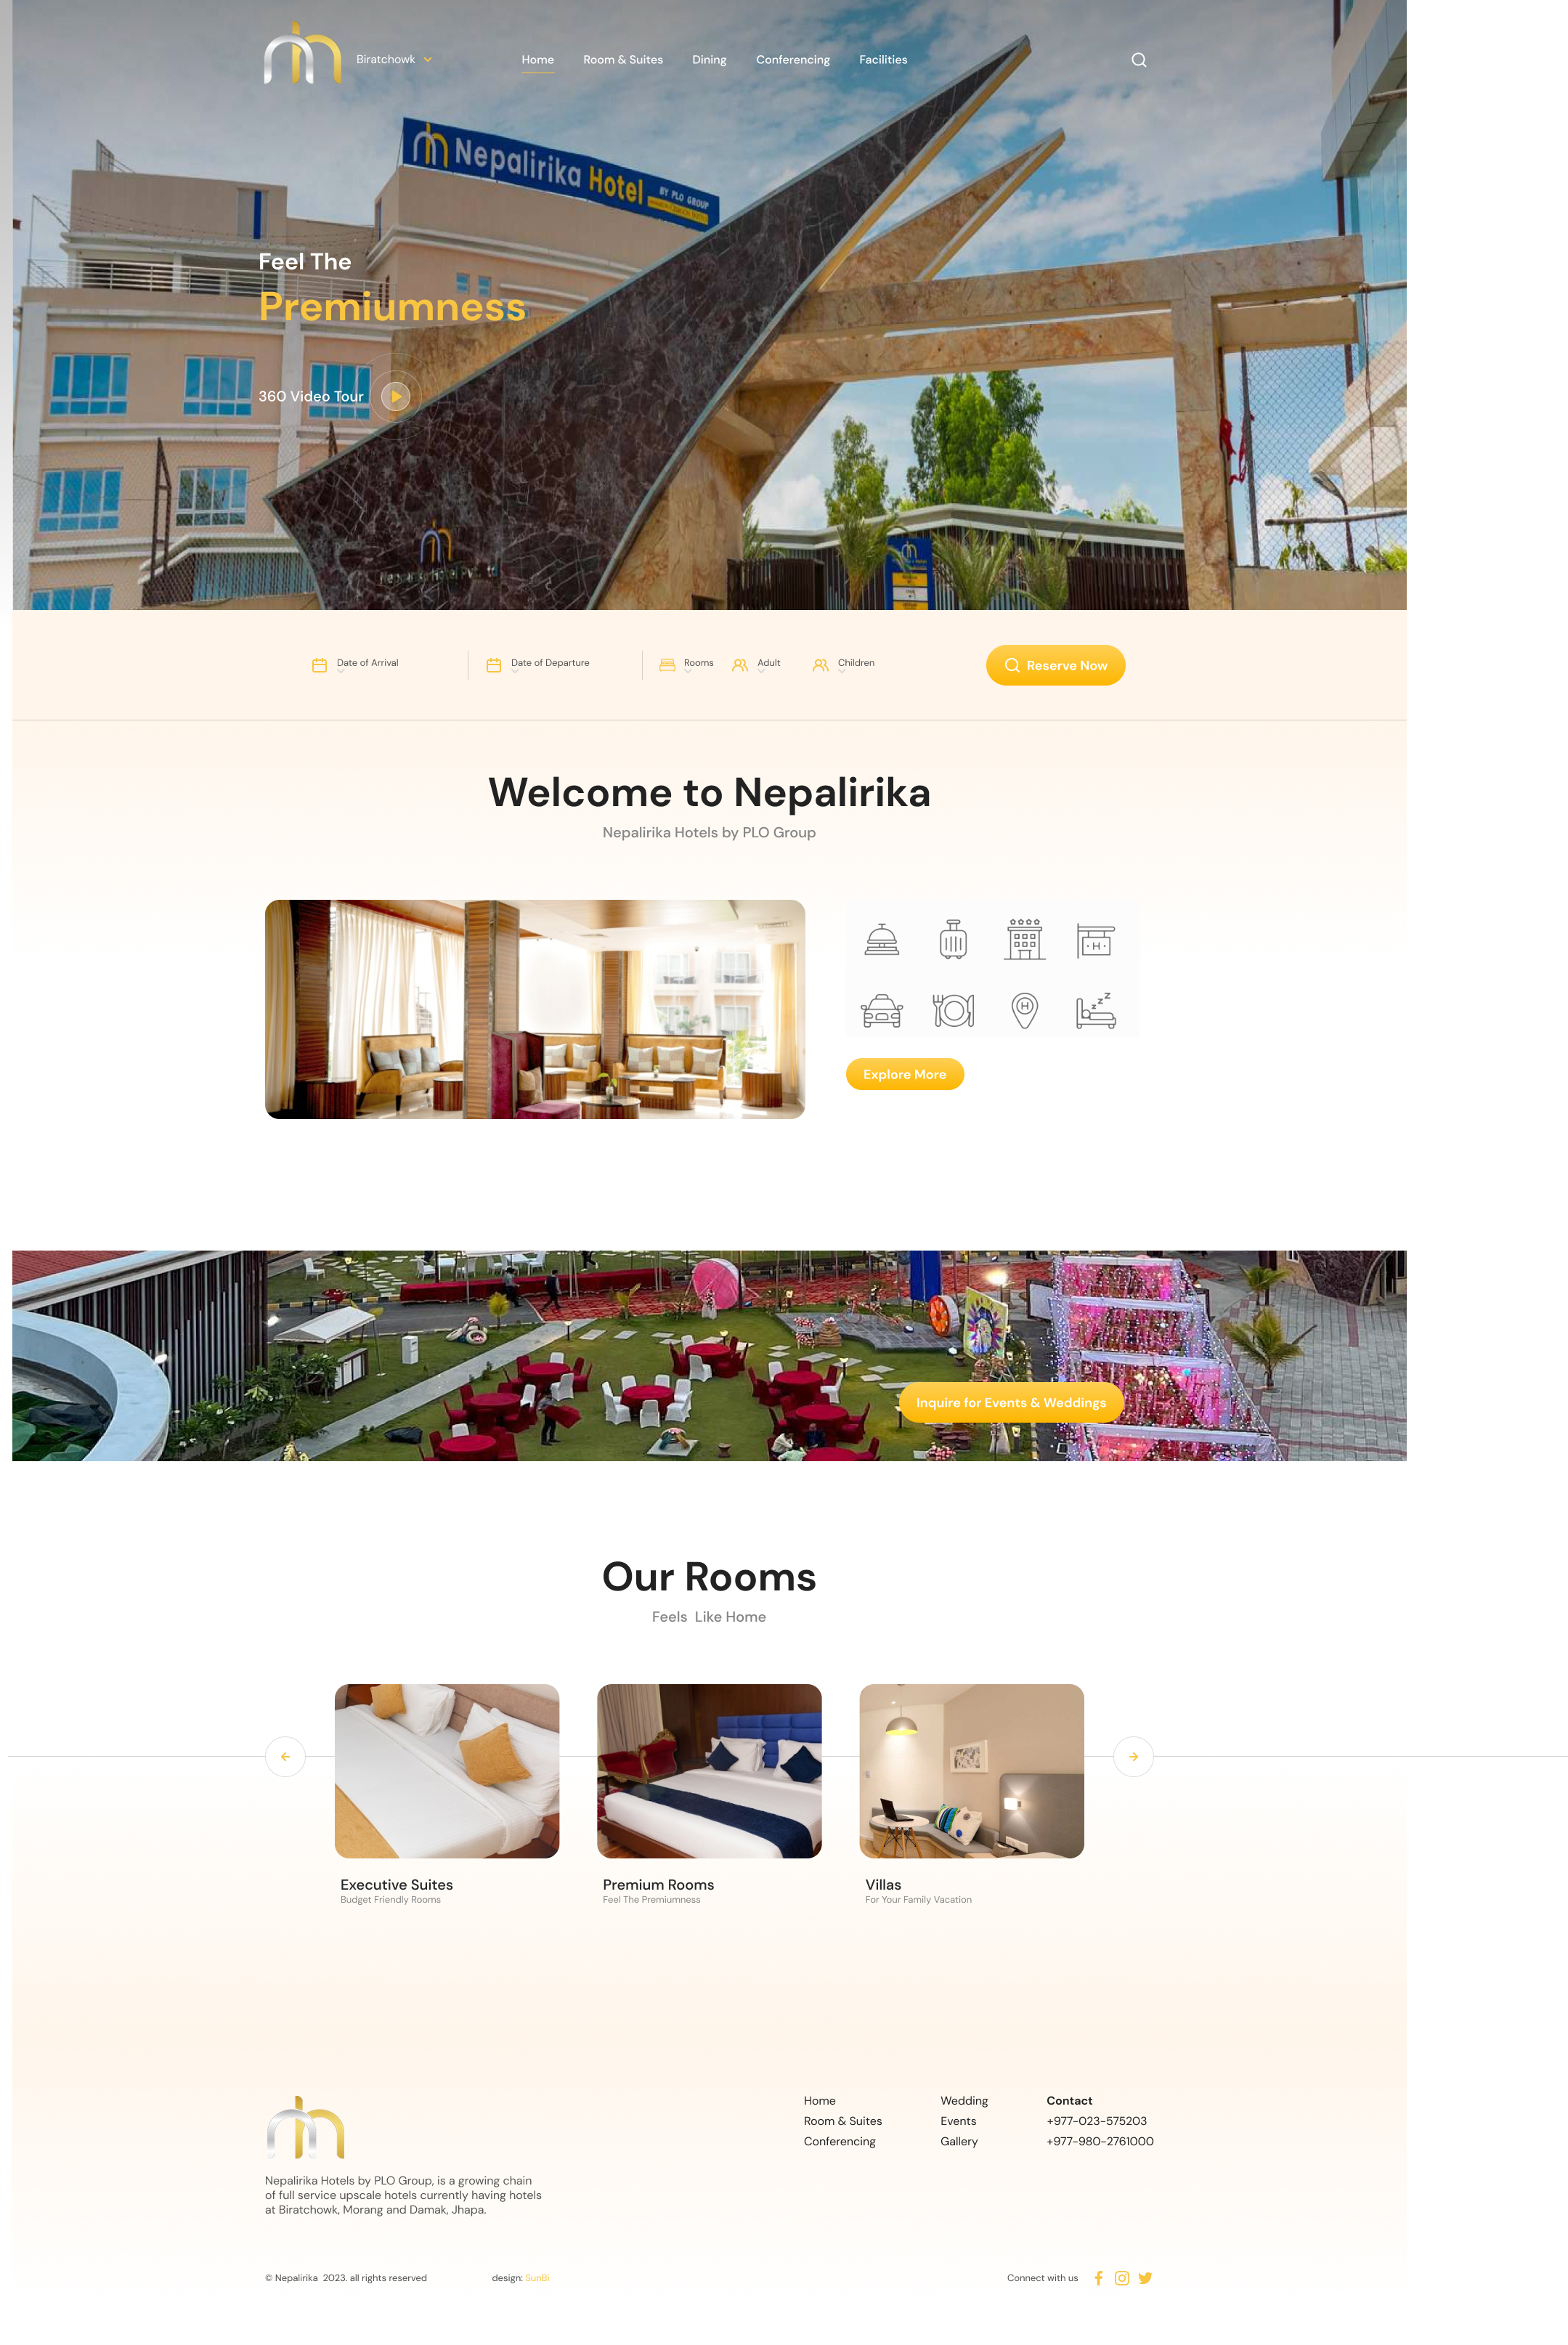 Biratchowk
Home
Room & Suites
Dining
Conferencing
Facilities
Nepalirika Hotel
BY PLO GROUP
Feel The
Premiumness
360 Video Tour
Nepalirika Hotel Pvt. Ltd
Date of Arrival
Date of Departure
Rooms
Adult
Children
Reserve Now
Welcome to Nepalirika
Nepalirika Hotels by PLO Group
H
H
z z Z
Explore More
Inquire for Events & Weddings
Our Rooms
Feels Like Home
Executive Suites
Budget Friendly Rooms
Premium Rooms
Feel The Premiumness
Villas
For Your Family Vacation
Home
Room & Suites
Conferencing
Wedding
Events
Gallery
Contact
+977-023-575203
+977-980-2761000
Nepalirika Hotels by PLO Group, is a growing chain
of full service upscale hotels currently having hotels
at Biratchowk, Morang and Damak, Jhapa.
© Nepalirika 2023. all rights reserved
design: SunBi
Connect with us